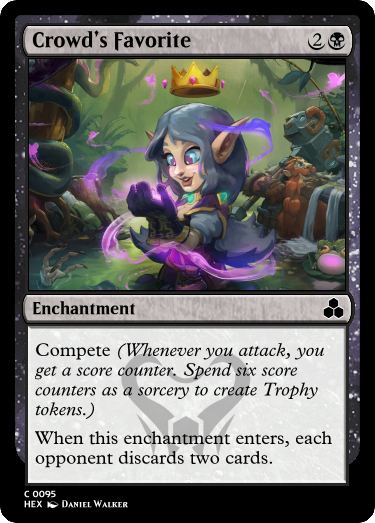 Crowd's Favorite 2
Enchantment
Compete (Whenever you attack, you
get a score counter. Spend six score
counters as a sorcery to create Trophy
tokens.)
When this enchantment enters, each
opponent discards two cards.
C 0095
HEX Daniel Walker